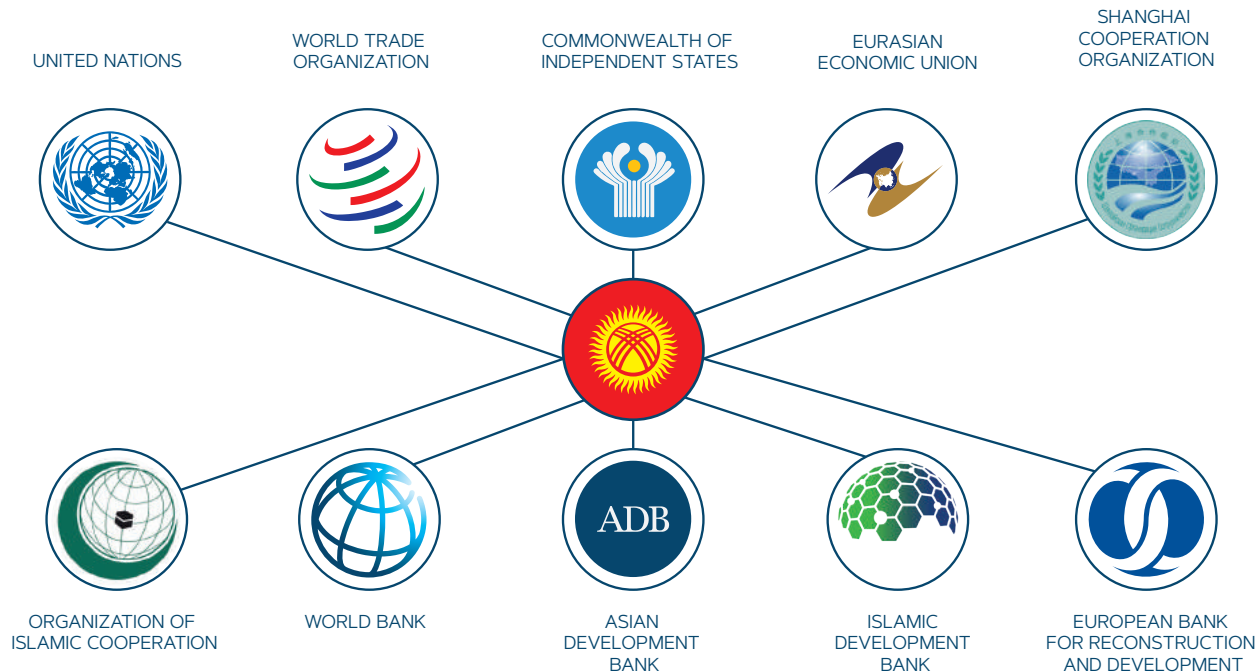 UNITED NATIONS
WORLD TRADE
ORGANIZATION
COMMONWEALTH OF
INDEPENDENT STATES
EURASIAN
ECONOMIC UNION
SHANGHAI
COOPERATION
ORGANIZATION
ADB
ORGANIZATION OF
ISLAMIC COOPERATION
WORLD BANK
ASIAN
DEVELOPMENT
BANK
ISLAMIC
DEVELOPMENT
BANK
EUROPEAN BANK
FOR RECONSTRUCTION
AND DEVELOPMENT